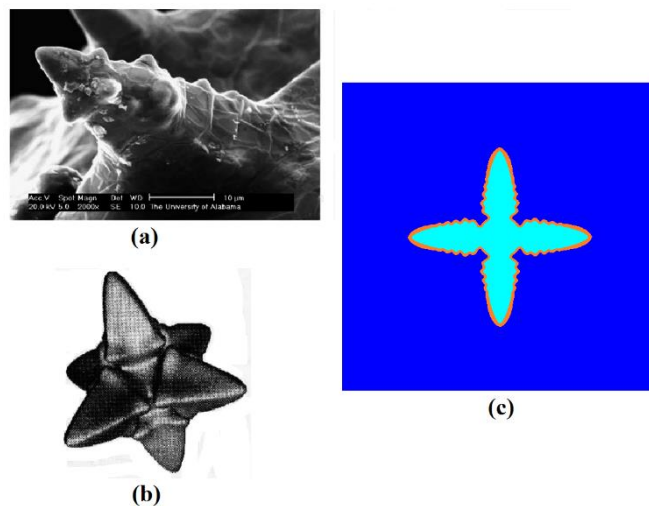 Acc.V Spot Magn Det WD 10 µm
20.0 kV 5.0 2000x SE 10.0 The University of Alabama
(a)
(b)
(c)